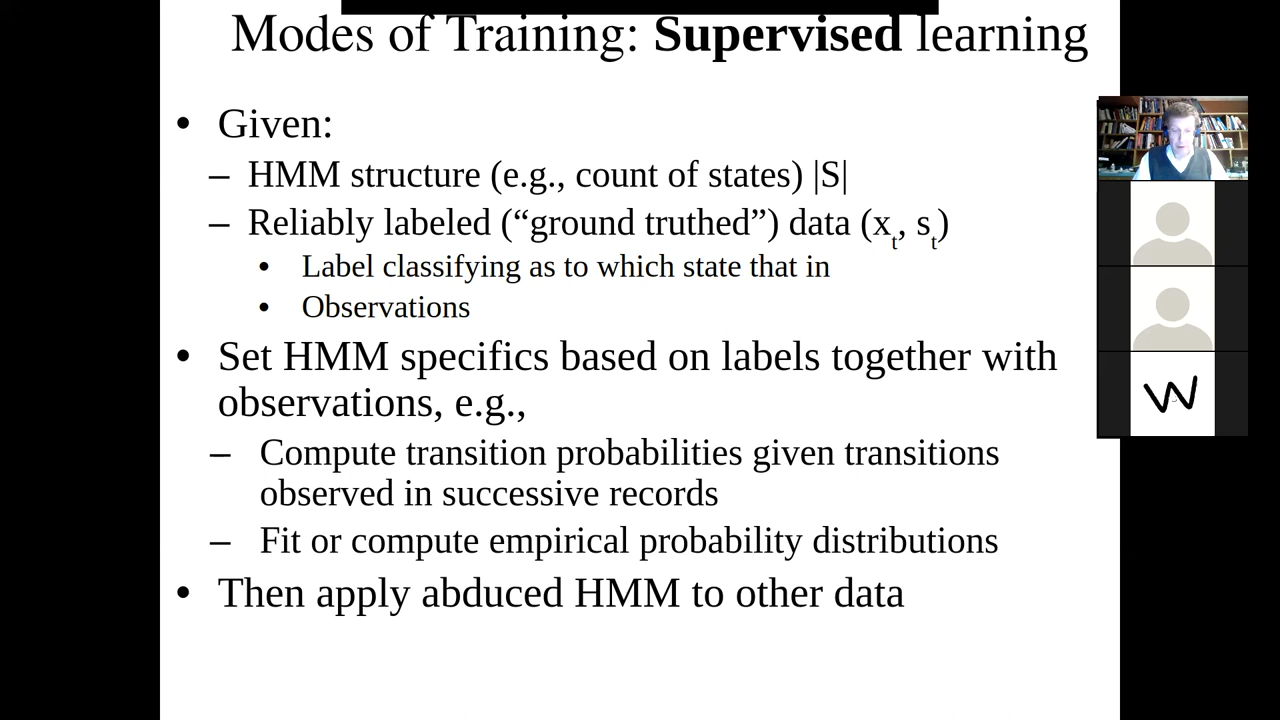 Modes of Training: Supervised learning
• Given:
– HMM structure (e.g., count of states) |S|
– Reliably labeled (“ground truthed”) data (xt, st)
• Label classifying as to which state that in
• Observations
• Set HMM specifics based on labels together with
observations, e.g.,
– Compute transition probabilities given transitions
observed in successive records
– Fit or compute empirical probability distributions
• Then apply abduced HMM to other data
W